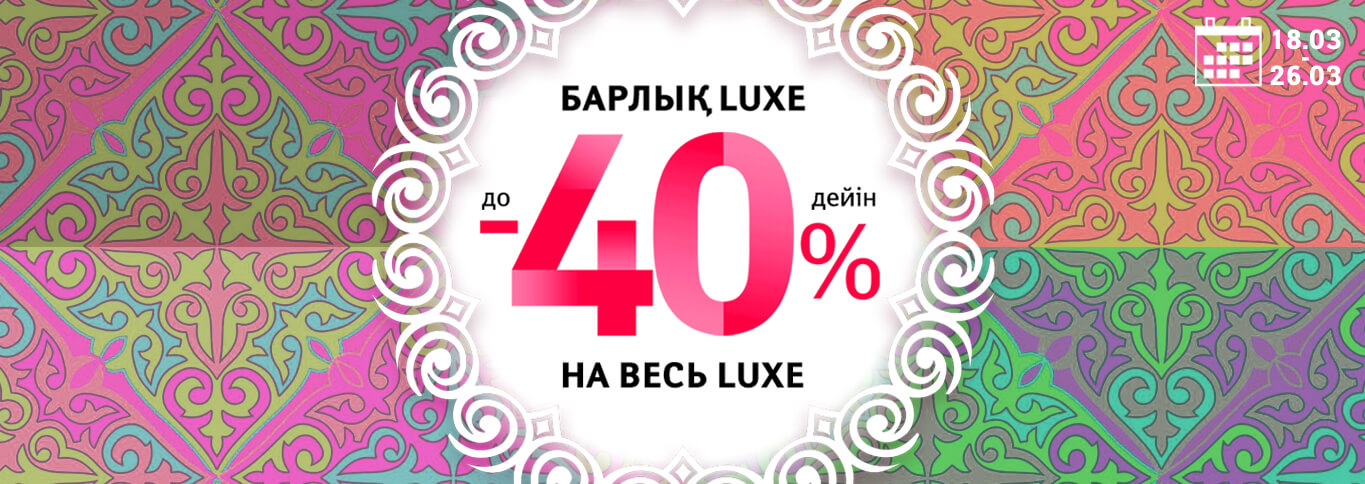 18.03
-
26.03
БАРЛЫҚ LUXE
до -40% дейін
НА ВЕСЬ LUXE